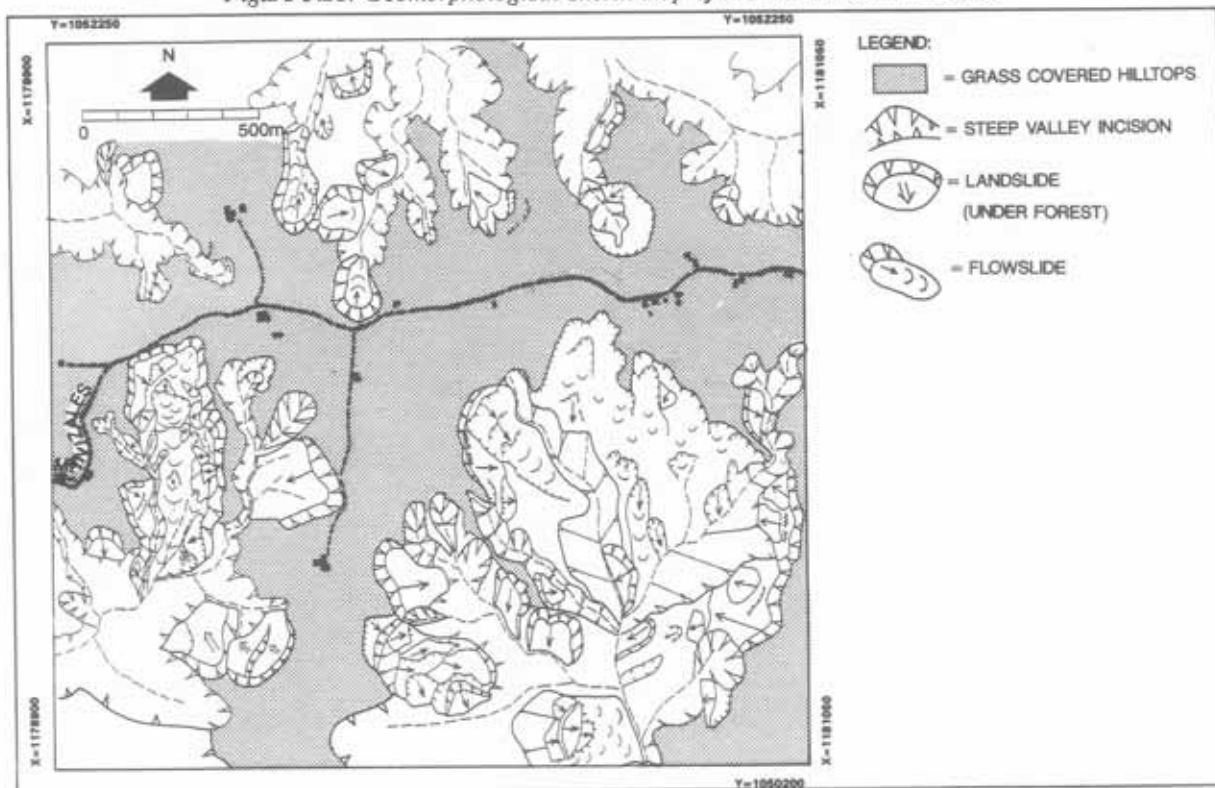 Y=1052250
Y=1052250
X=1178900
X=1181060
N
0 500m
LEGEND:
= GRASS COVERED HILLTOPS
= STEEP VALLEY INCISION
= LANDSLIDE
(UNDER FOREST)
= FLOWSLIDE
X=1178900
X=1181060
Y=1050200